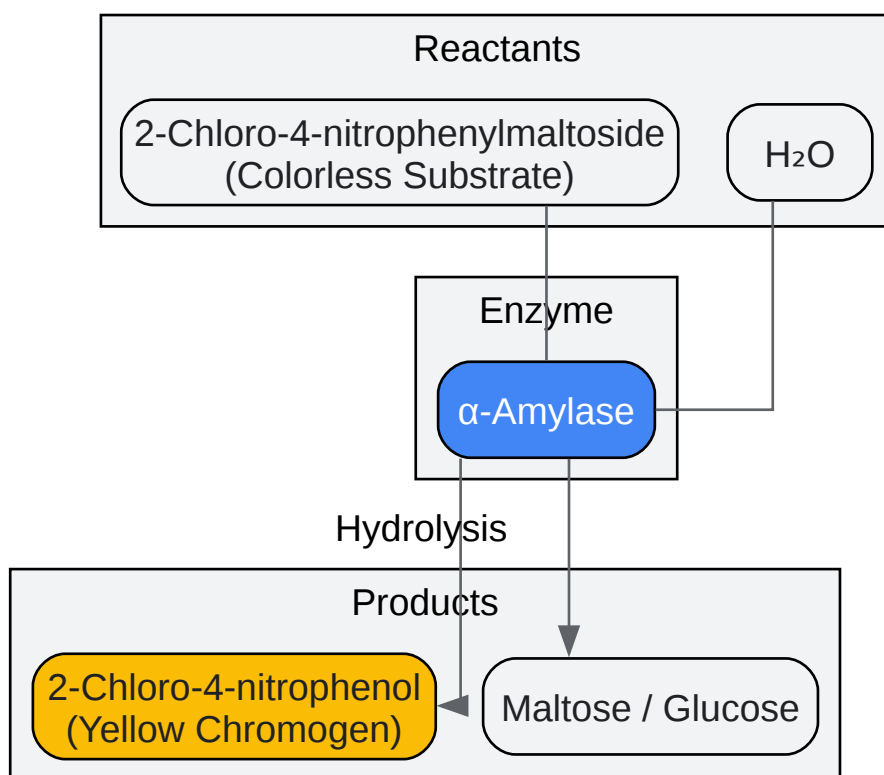 Reactants
2-Chloro-4-nitrophenylmaltoside
(Colorless Substrate)
H₂O
Enzyme
α-Amylase
Hydrolysis
Products
2-Chloro-4-nitrophenol
(Yellow Chromogen)
Maltose / Glucose